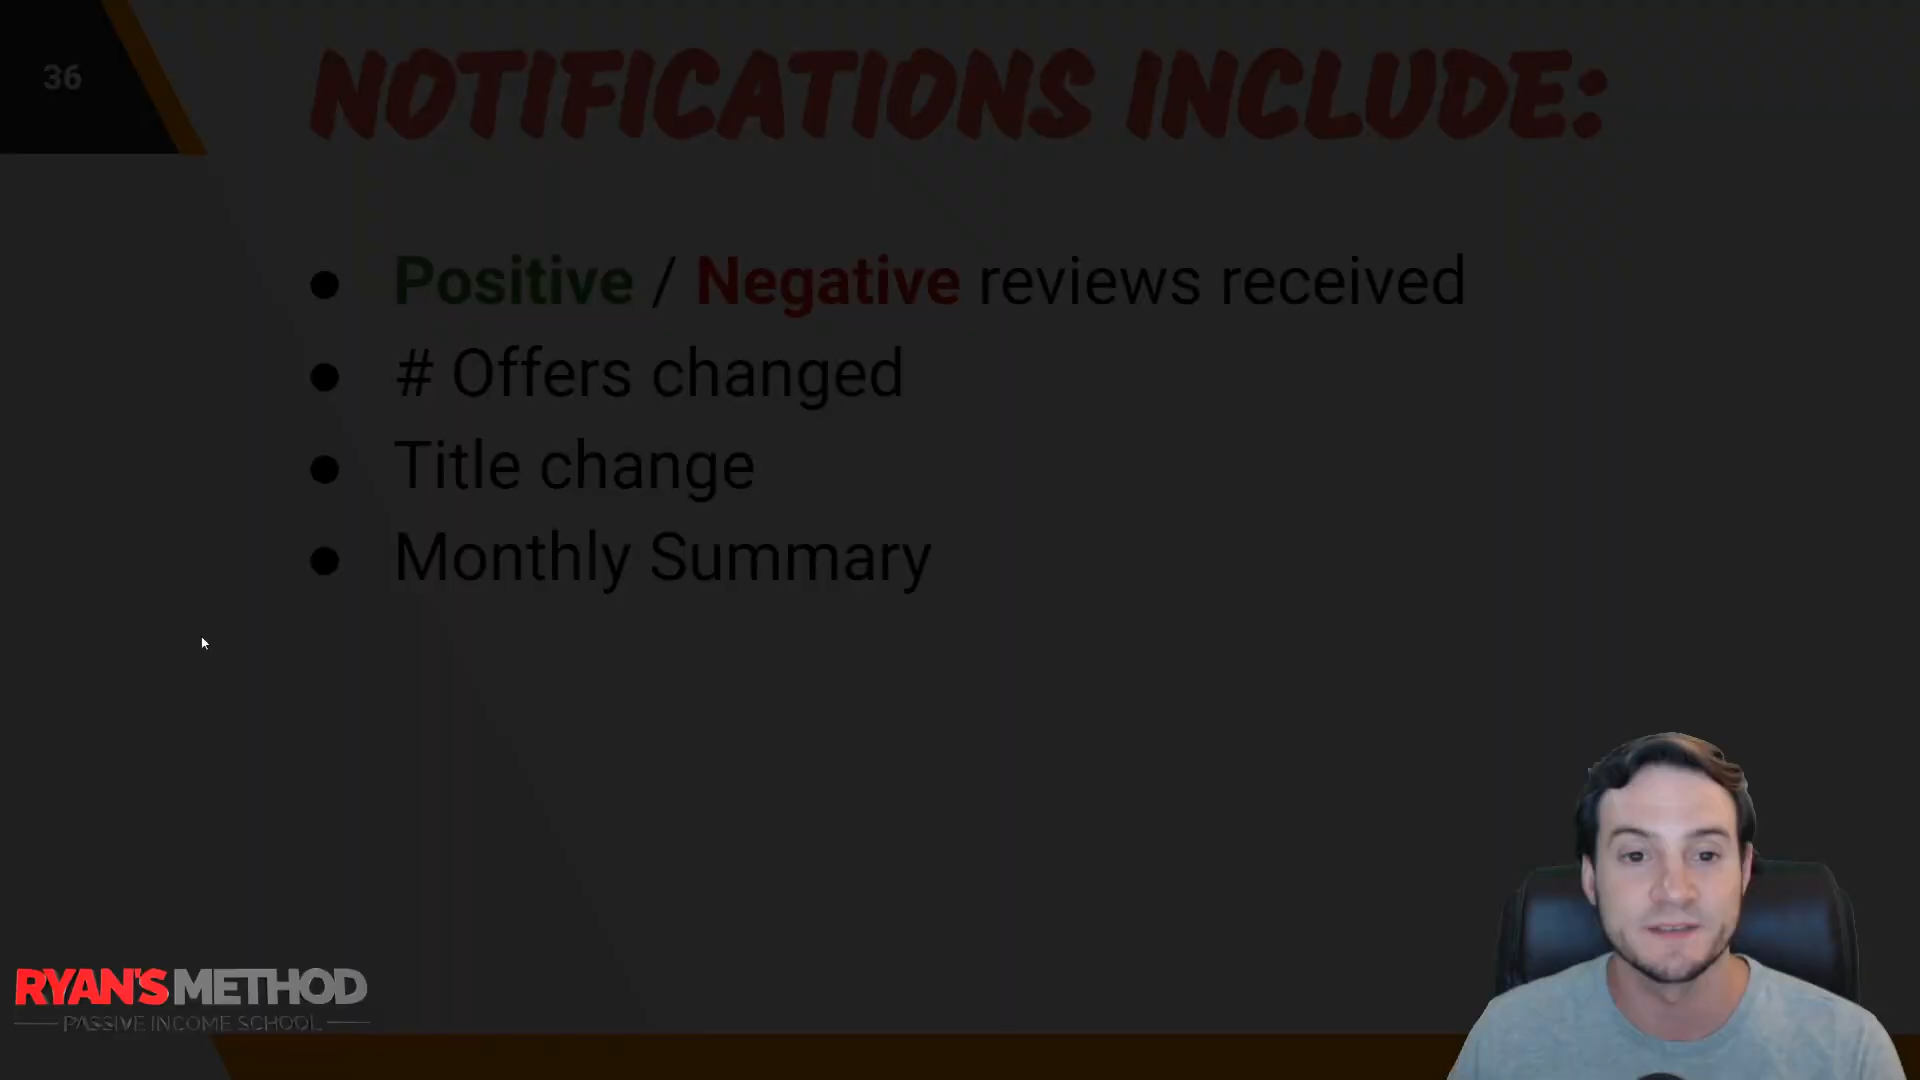 36
NOTIFICATIONS INCLUDE:
● Positive / Negative reviews received
● # Offers changed
● Title change
● Monthly Summary
RYAN'S METHOD
PASSIVE INCOME SCHOOL